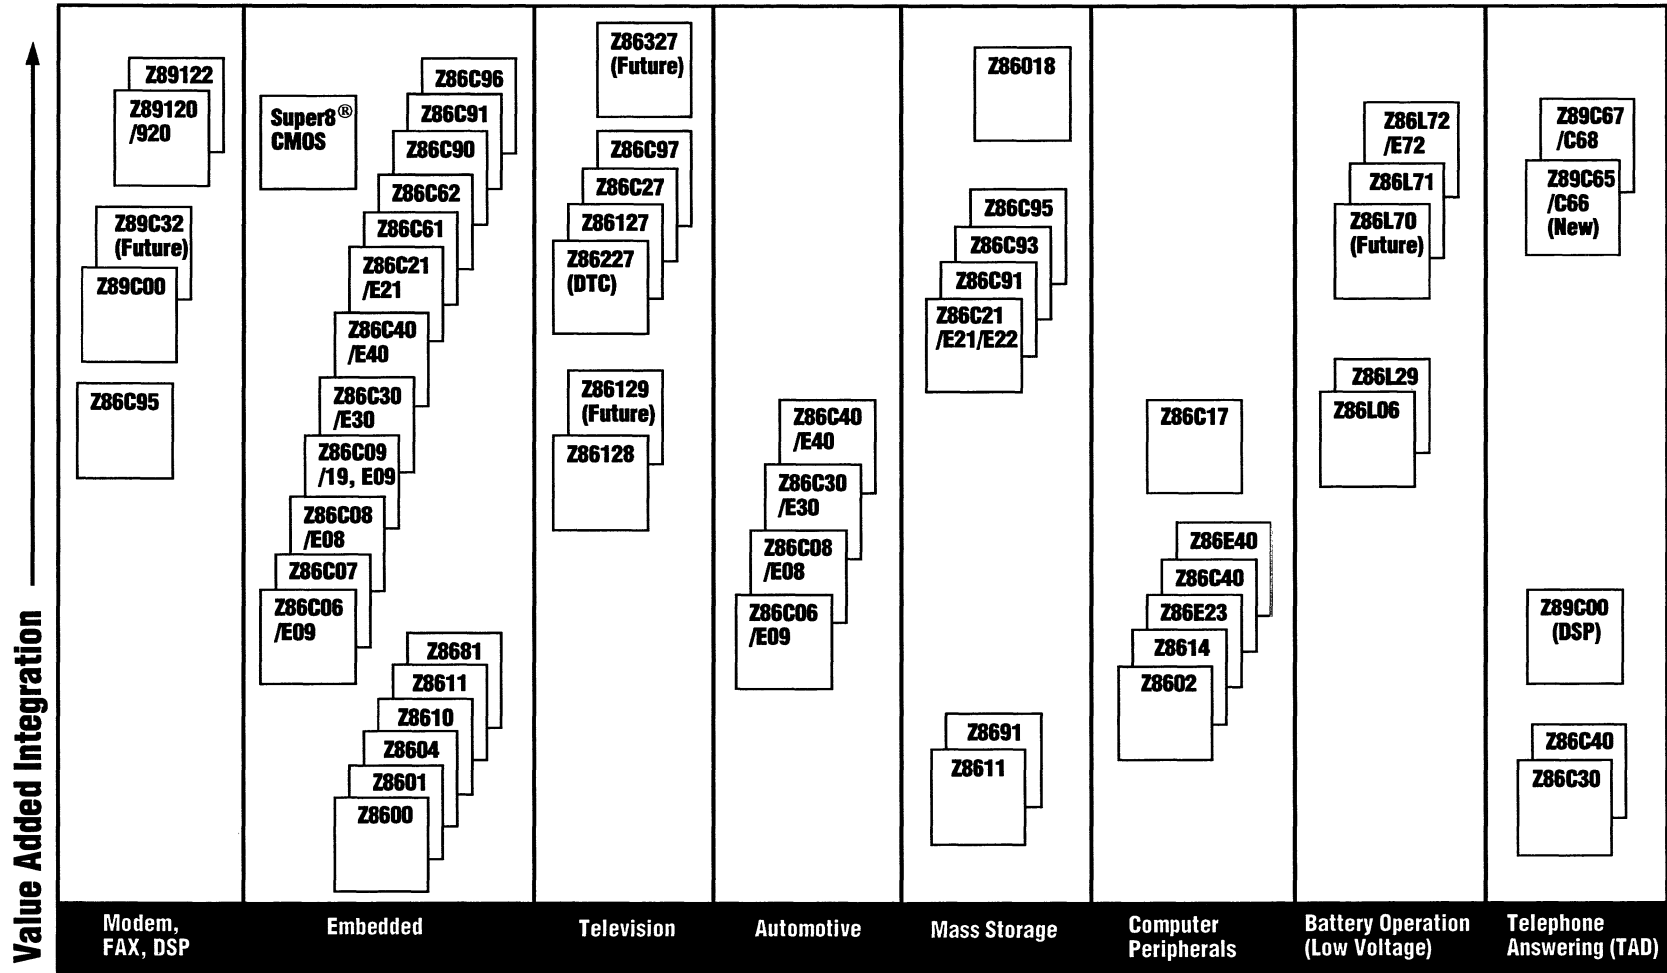 Value Added Integration
Z89122
Z89120
/920
Z89C32
(Future)
Z89C00
Z86C95
Modem,
FAX, DSP
Super8®
CMOS
Z86C96
Z86C91
Z86C90
Z86C62
Z86C61
Z86C21
/E21
Z86C40
/E40
Z86C30
/E30
Z86C09
/19, E09
Z86C08
/E08
Z86C07
Z86C06
/E09
Z8681
Z8611
Z8610
Z8604
Z8601
Z8600
Embedded
Z86327
(Future)
Z86C97
Z86C27
Z86127
Z86227
(DTC)
Z86129
(Future)
Z86128
Television
Z86C40
/E40
Z86C30
/E30
Z86C08
/E08
Z86C06
/E09
Automotive
Z86018
Z86C95
Z86C93
Z86C91
Z86C21
/E21/E22
Z8691
Z8611
Mass Storage
Z86C17
Z86E40
Z86C40
Z86E23
Z8614
Z8602
Computer
Peripherals
Z86L72
/E72
Z86L71
Z86L70
(Future)
Z86L29
Z86L06
Battery Operation
(Low Voltage)
Z89C67
/C68
Z89C65
/C66
(New)
Z89C00
(DSP)
Z86C40
Z86C30
Telephone
Answering (TAD)